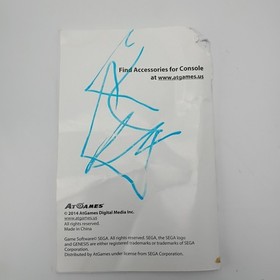 Find Accessories for Console
at www.atgames.us
ATGAMES®
© 2014 AtGames Digital Media Inc.
www.atgames.us
All rights reserved.
Made in China
Game Software© SEGA. All rights reserved. SEGA, the SEGA logo
and GENESIS are either registered trademarks or trademarks of SEGA
Corporation.
Distributed by AtGames under license from SEGA Corporation.